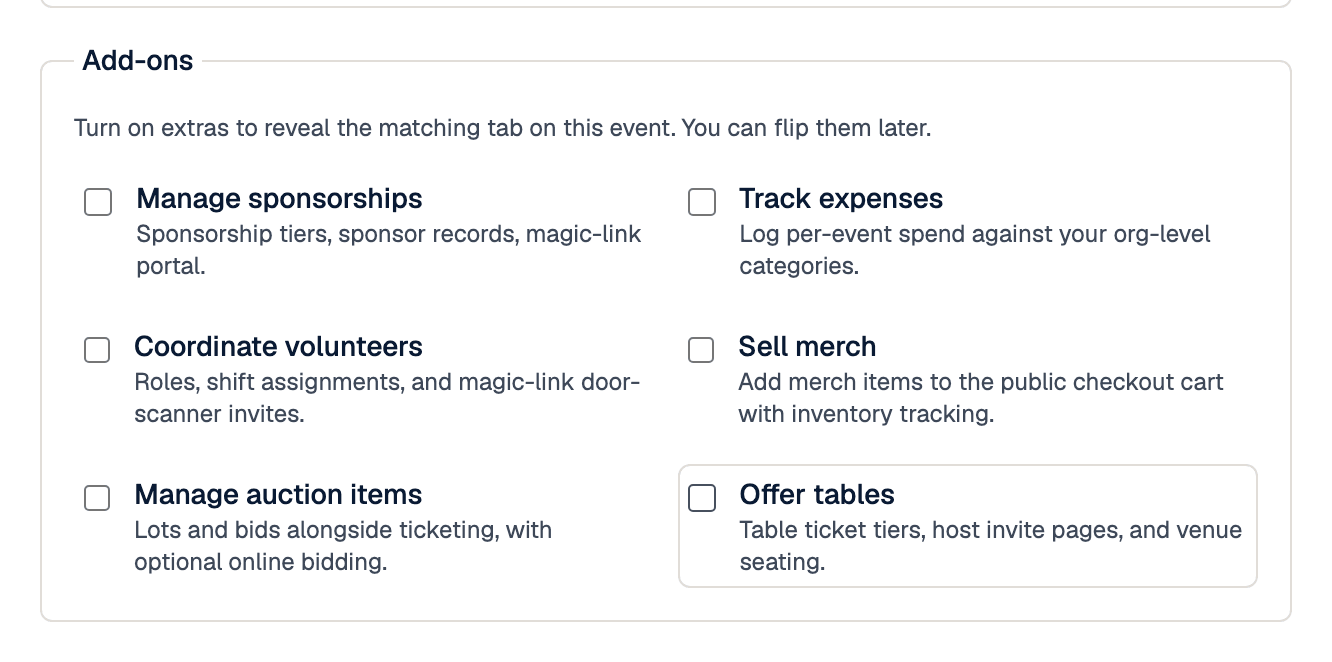 Add-ons
Turn on extras to reveal the matching tab on this event. You can flip them later.
Manage sponsorships
Sponsorship tiers, sponsor records, magic-link
portal.
Track expenses
Log per-event spend against your org-level
categories.
Coordinate volunteers
Roles, shift assignments, and magic-link door-
scanner invites.
Sell merch
Add merch items to the public checkout cart
with inventory tracking.
Manage auction items
Lots and bids alongside ticketing, with
optional online bidding.
Offer tables
Table ticket tiers, host invite pages, and venue
seating.